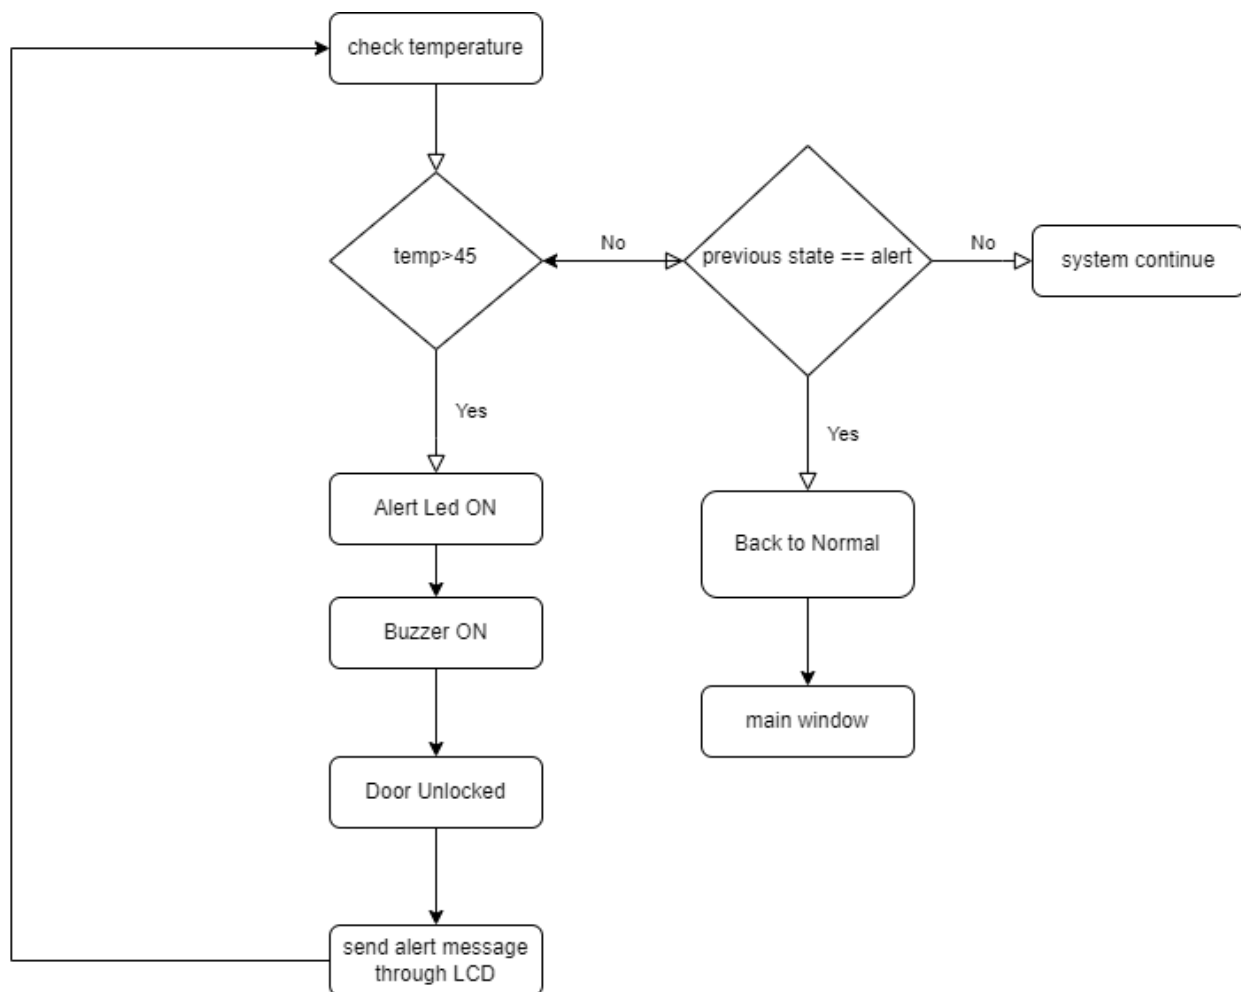 check temperature
temp>45
No
previous state == alert
No
system continue
Yes
Yes
Alert Led ON
Back to Normal
Buzzer ON
main window
Door Unlocked
send alert message
through LCD